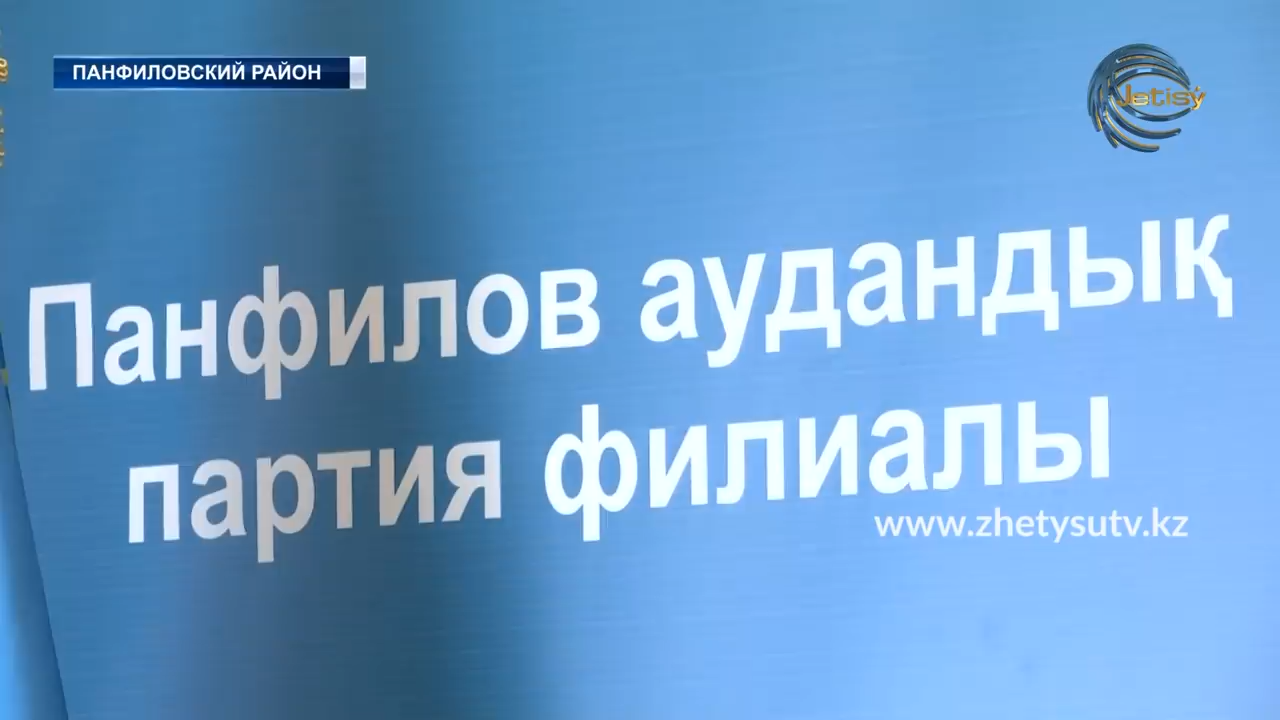 ПАНФИЛОВСКИЙ РАЙОН
Jetisý
Панфилов аудандық
партия филиалы
www.zhetysutv.kz